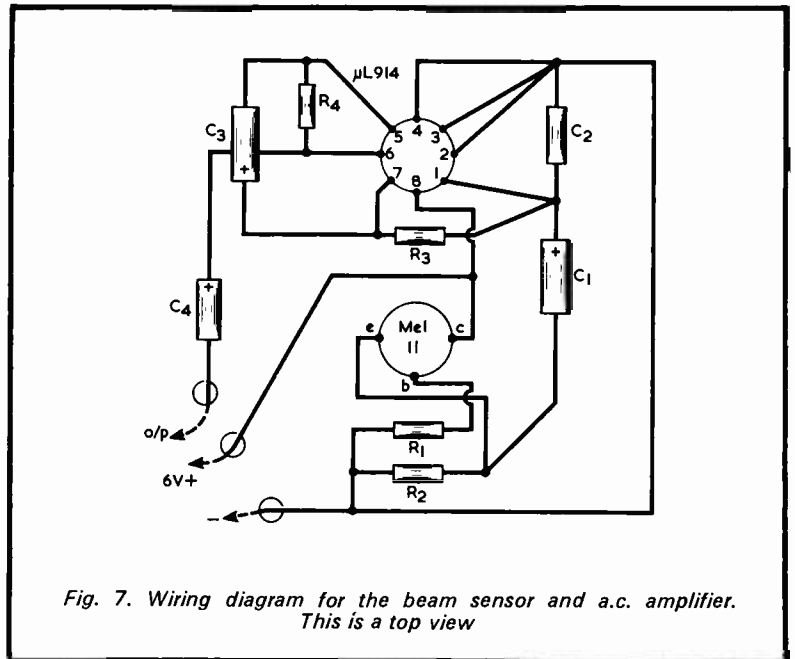 μL914
R4
C3
+
5
4
3
6
2
7
8
1
C2
R3
+
C1
+
C4
e
Mel
11
c
b
o/p
R1
6V+
R2
–
Fig. 7. Wiring diagram for the beam sensor and a.c. amplifier.
This is a top view